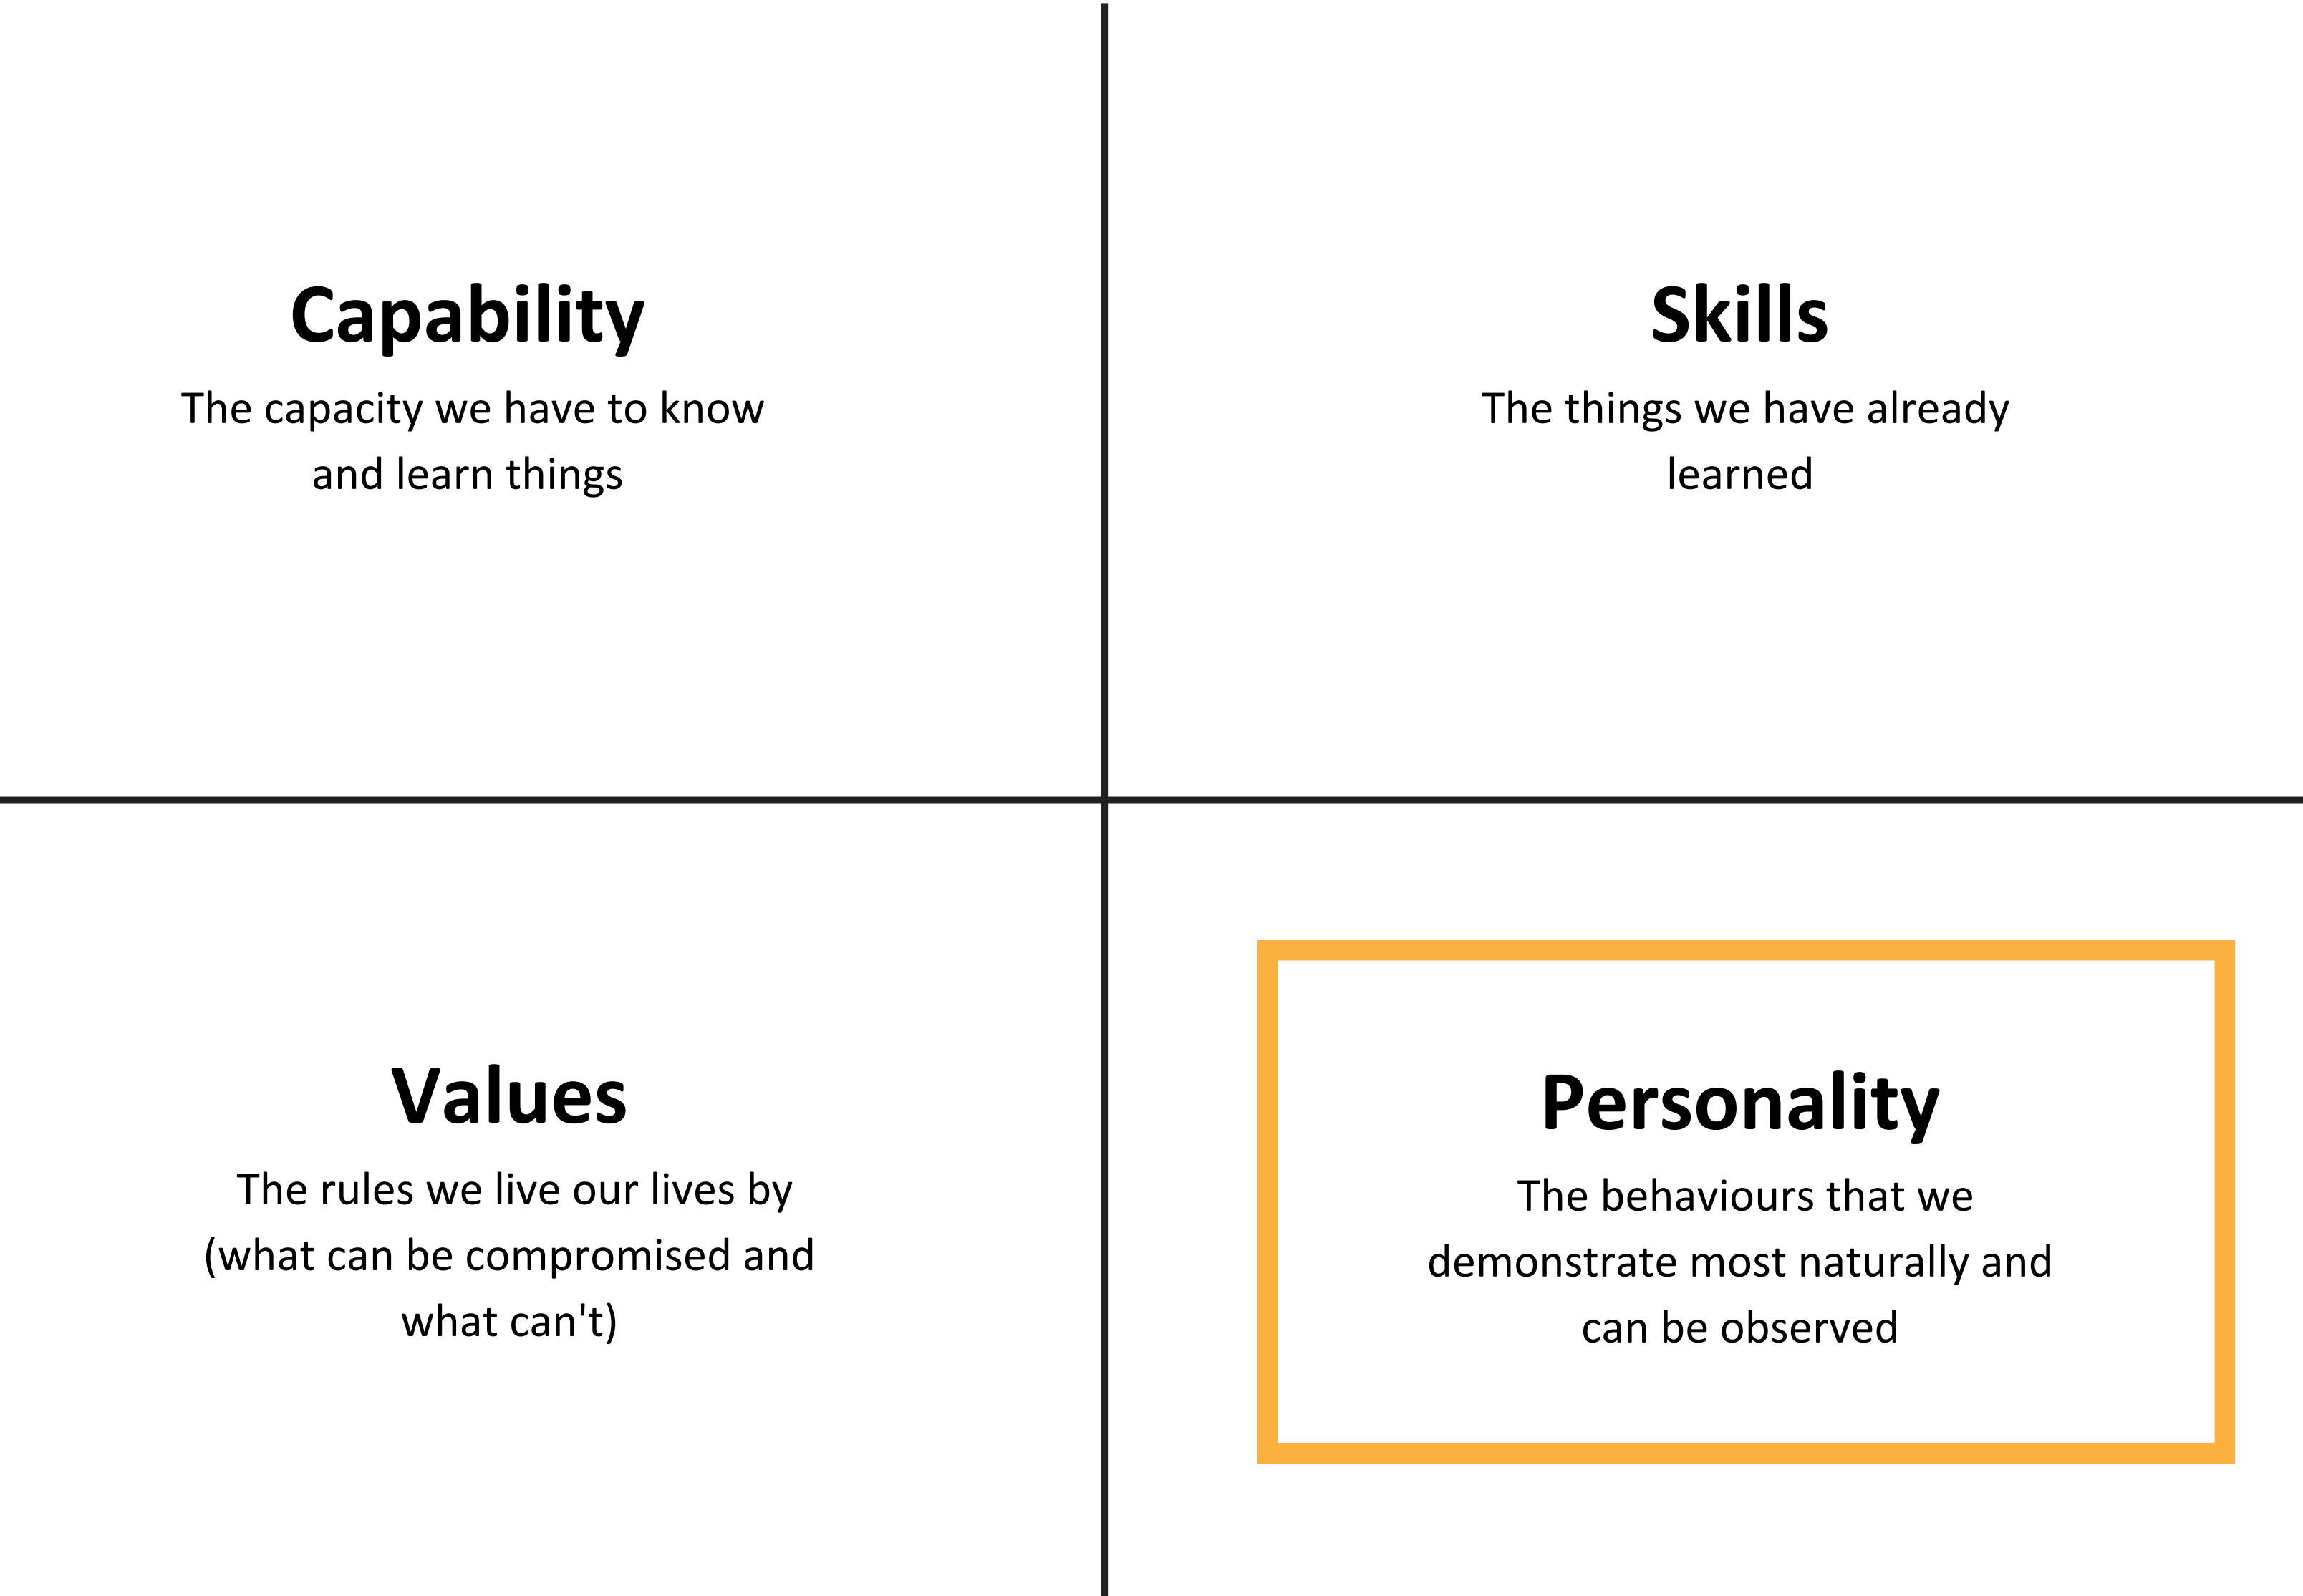 Capability
The capacity we have to know
and learn things
Skills
The things we have already
learned
Values
The rules we live our lives by
(what can be compromised and
what can't)
Personality
The behaviours that we
demonstrate most naturally and
can be observed